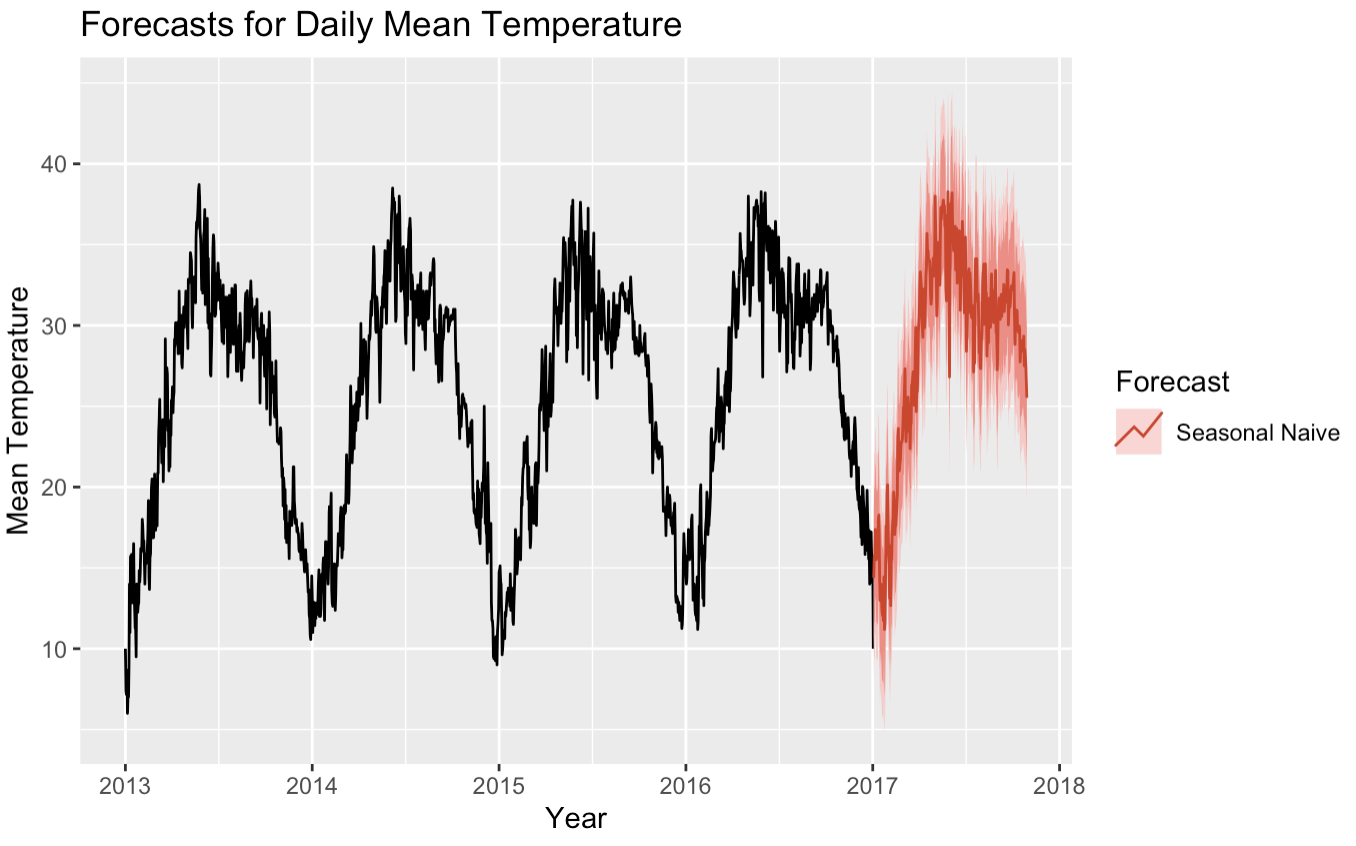 Forecasts for Daily Mean Temperature
Mean Temperature
40
30
20
10
2013 2014 2015 2016 2017 2018
Year
Forecast
Seasonal Naive